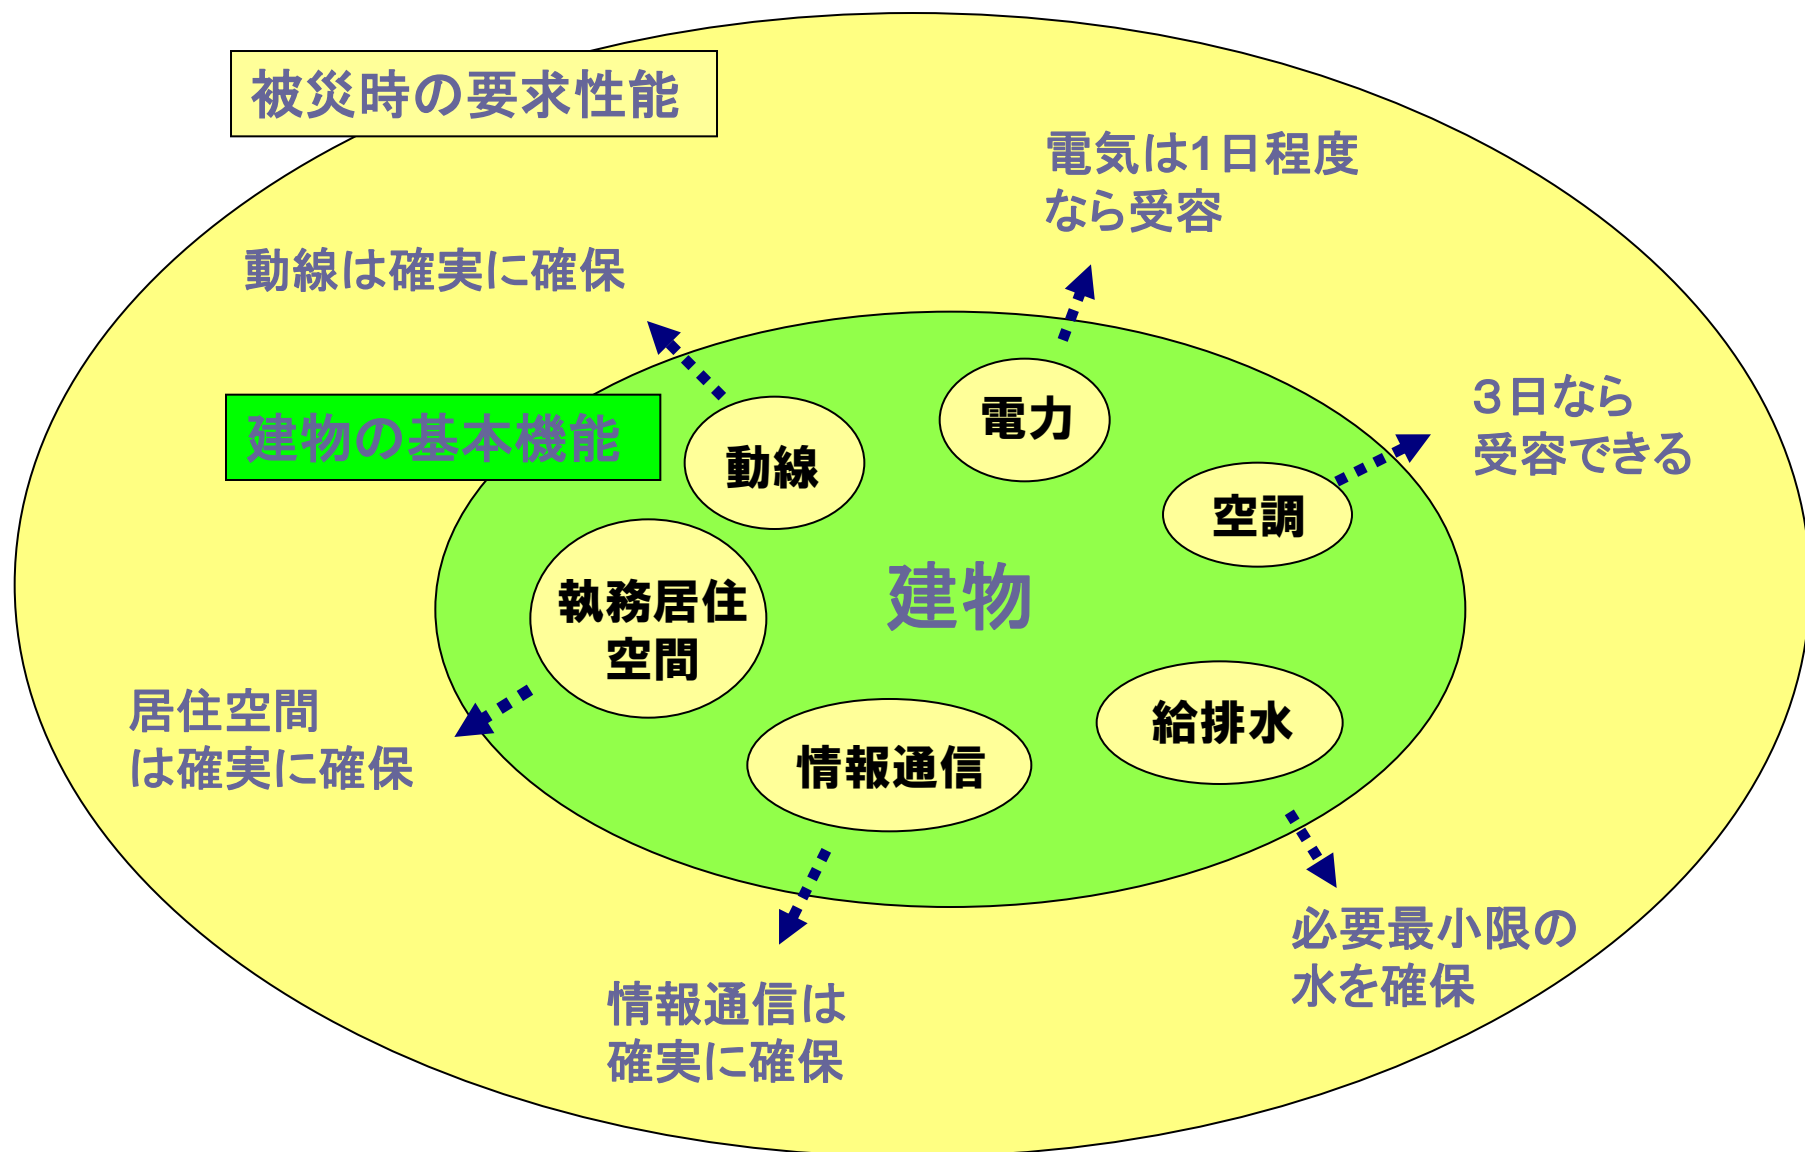 被災時の要求性能
電気は1日程度
なら受容
動線は確実に確保
3日なら
受容できる
建物の基本機能
電力
動線
空調
建物
執務居住
空間
給排水
情報通信
居住空間
は確実に確保
必要最小限の
水を確保
情報通信は
確実に確保